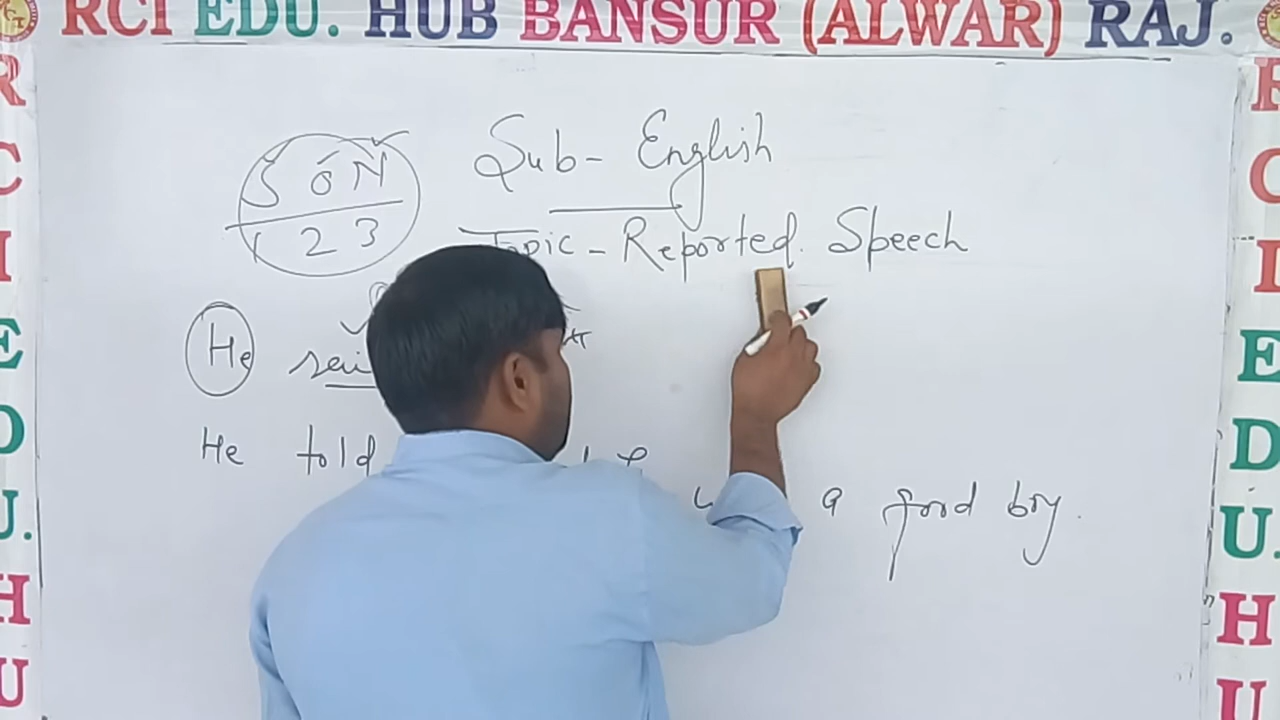 RCI EDU. HUB BANSUR (ALWAR) RAJ.
S O N
1 2 3
Sub- English
Topic - Reported Speech
He
He told
a good boy.
R C I E D U. H U
R C I E D U. H U